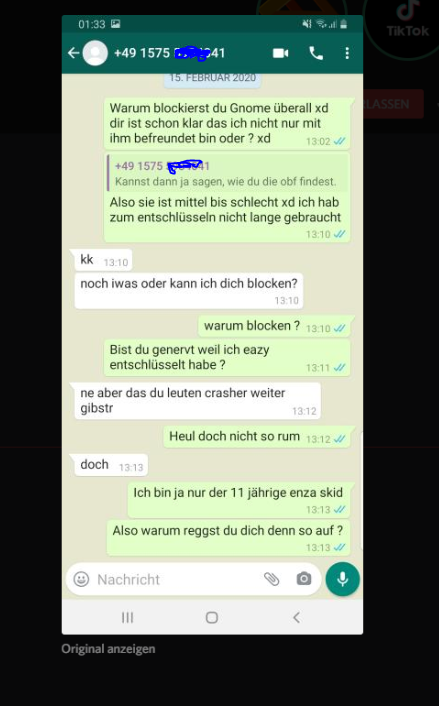 01:33
TikTok
+49 1575 41
RLASSEN
15. FEBRUAR 2020
Warum blockierst du Gnome überall xd
dir ist schon klar das ich nicht nur mit
ihm befreundet bin oder ? xd
13:02
+49 1575 41
Kannst dann ja sagen, wie du die obf findest.
Also sie ist mittel bis schlecht xd ich hab
zum entschlüsseln nicht lange gebraucht
13:10
kk 13:10
noch iwas oder kann ich dich blocken?
13:10
warum blocken ? 13:10
Bist du genervt weil ich eazy
entschlüsselt habe ? 13:11
ne aber das du leuten crasher weiter
gibstr 13:12
Heul doch nicht so rum 13:12
doch 13:13
Ich bin ja nur der 11 jährige enza skid
13:13
Also warum reggst du dich denn so auf ?
13:13
Nachricht
Original anzeigen